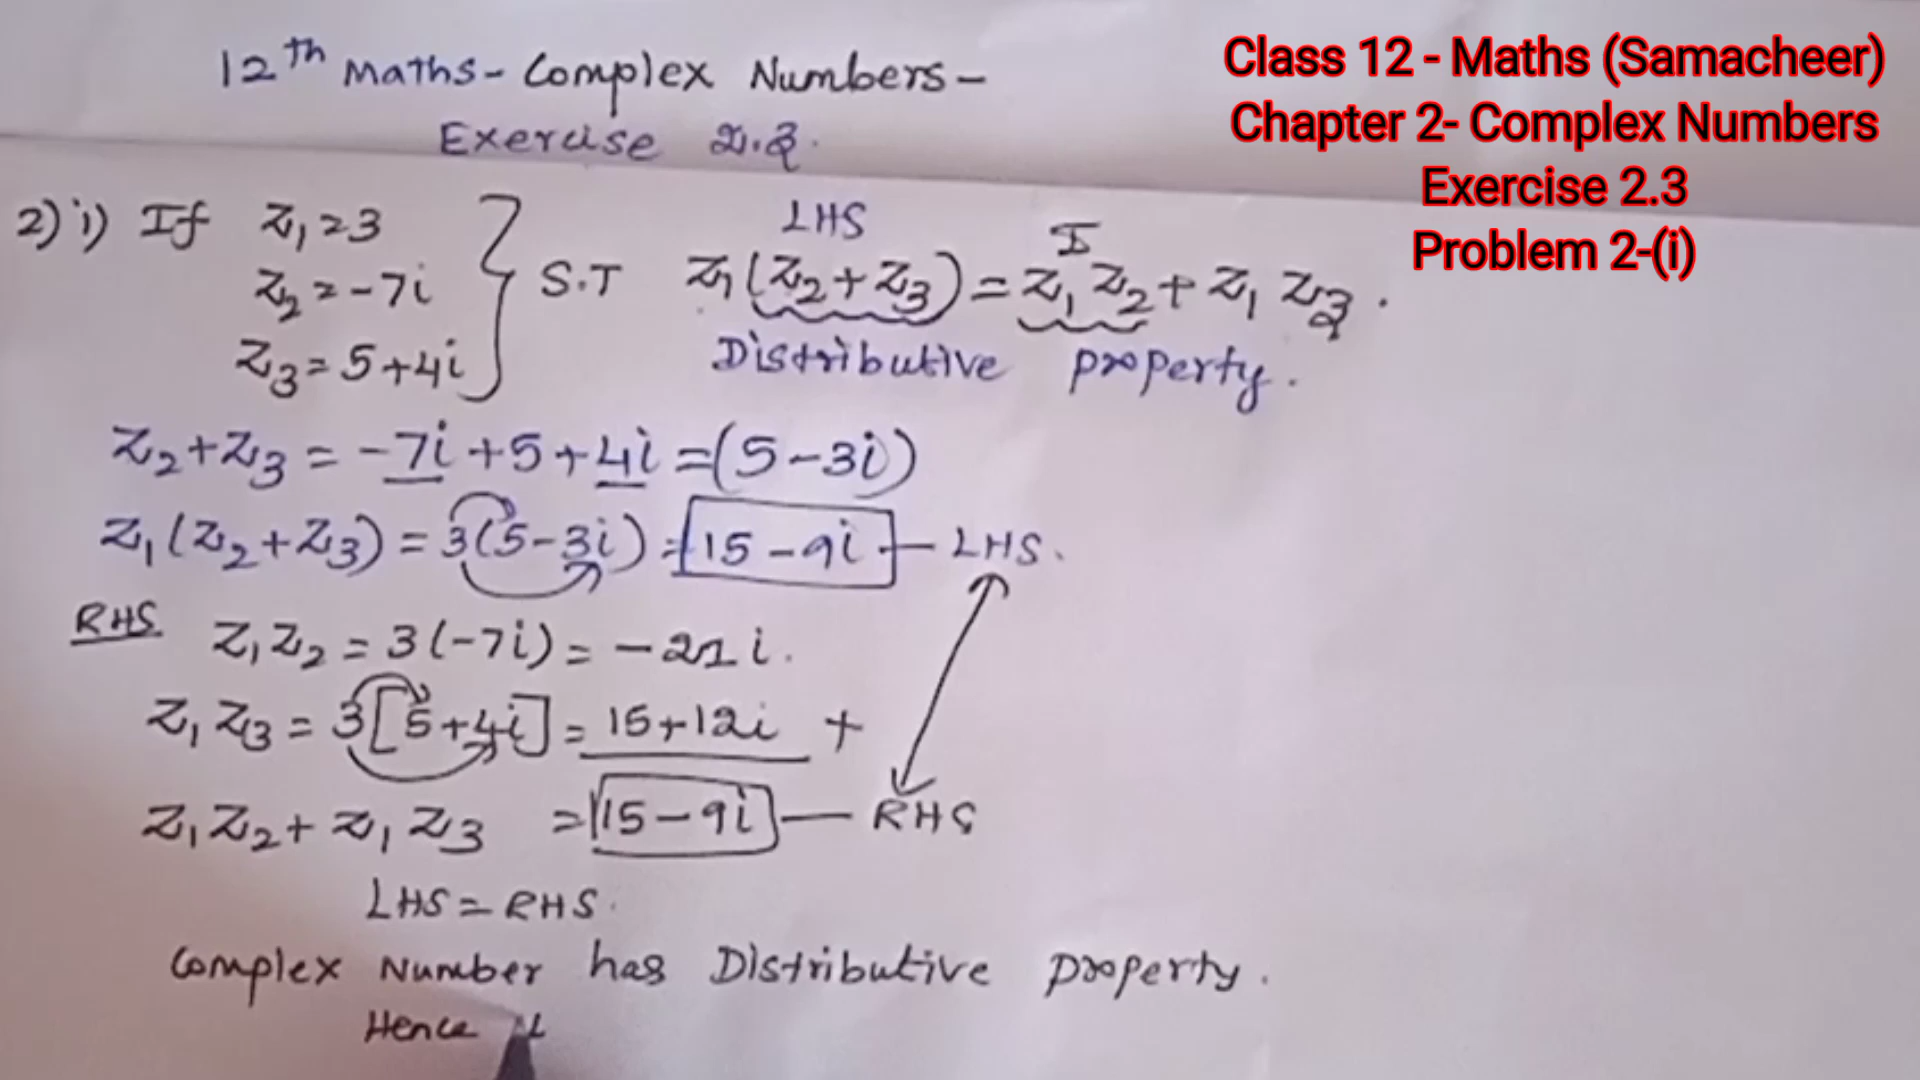 12th Maths - Complex Numbers -
Exercise 2.3.
Class 12 - Maths (Samacheer)
Chapter 2- Complex Numbers
Exercise 2.3
Problem 2-(i)
2) i) If z₁ = 3
z₂ = -7i
z₃ = 5+4i
S.T
LHS
I
z₁(z₂+z₃) = z₁z₂ + z₁z₃.
Distributive property.
z₂+z₃ = -7i+5+4i = (5-3i)
z₁(z₂+z₃) = 3(5-3i) = 15-9i — LHS.
RHS z₁z₂ = 3(-7i) = -21i.
z₁z₃ = 3[5+4i] = 15+12i +
z₁z₂ + z₁z₃ = 15-9i — RHS
LHS = RHS.
Complex Number has Distributive property.
Hence